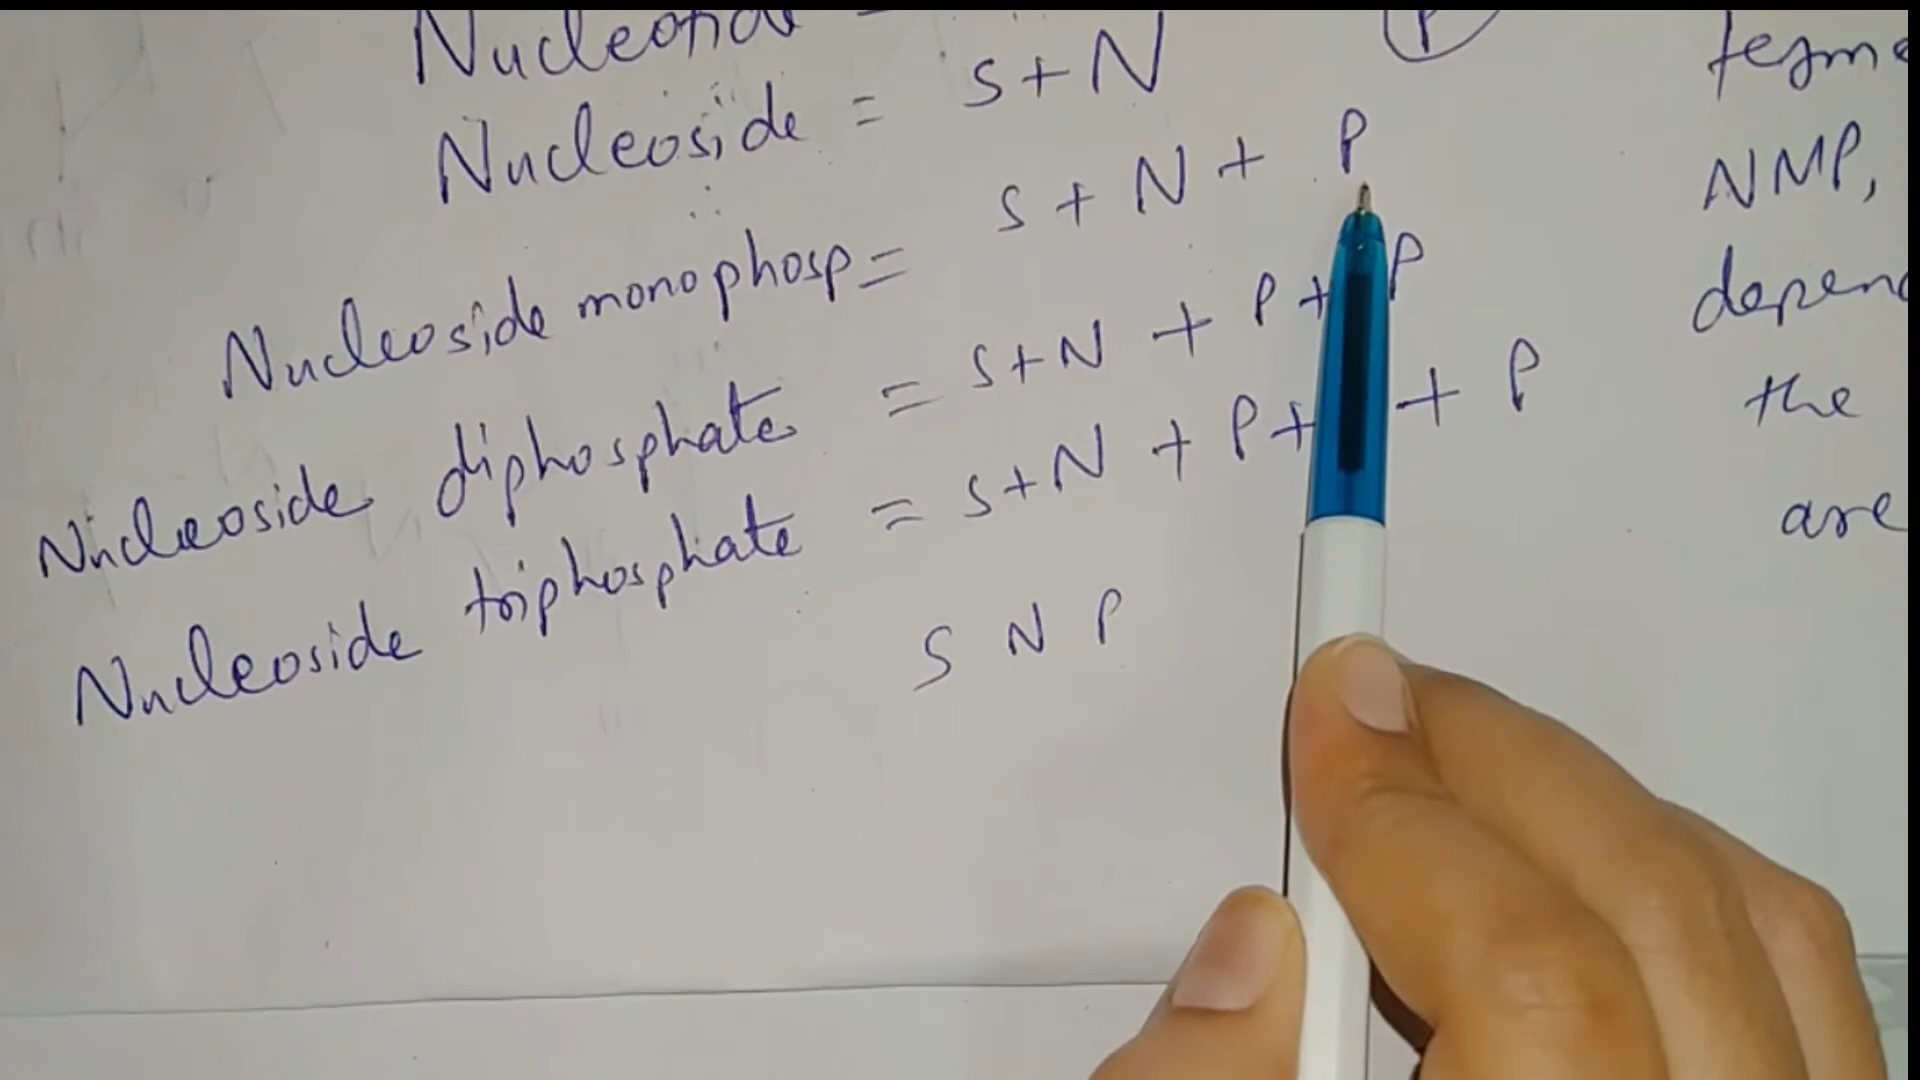 Nucleoside = S+N
Nucleoside monophosp = S + N + P
Nucleoside diphosphate = S+N + P + P
Nucleoside triphosphate = S+N + P+ + P
S N P
P
NMP,
the
are